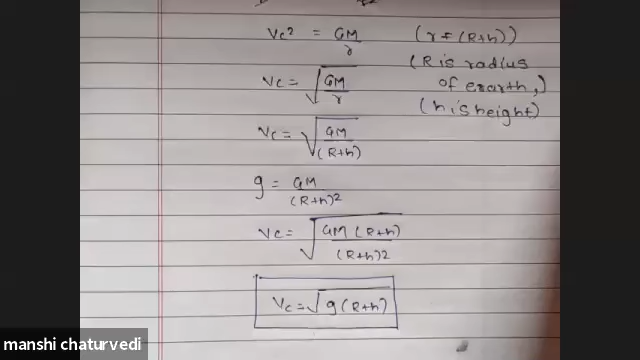 Vc² = GM/r (r = (R+h))
Vc = √GM/r (R is radius of erarth,)
(h is height)
Vc = √GM/(R+h)
g = GM/(R+h)2
Vc = √GM(R+h)/(R+h)2
Vc = √g(R+h)
manshi chaturvedi